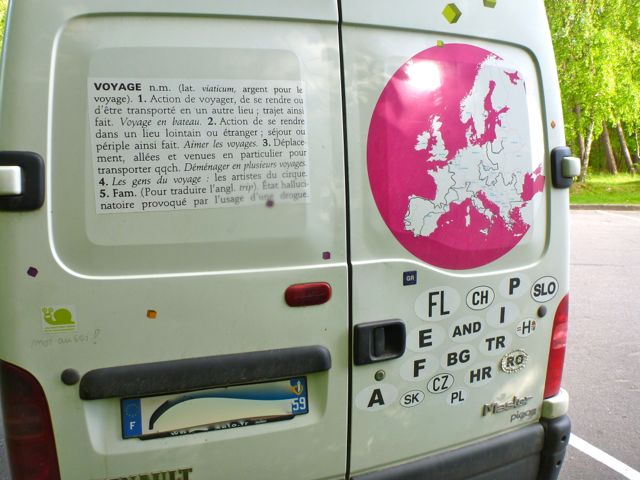 VOYAGE n.m. (lat. viaticum, argent pour le
voyage). 1. Action de voyager, de se rendre ou
d'être transporté en un autre lieu ; trajet ainsi
fait. Voyage en bateau. 2. Action de se rendre
dans un lieu lointain ou étranger ; séjour ou
périple ainsi fait. Aimer les voyages. 3. Déplace-
ment, allées et venues en particulier pour
transporter qqch. Déménager en plusieurs voyages.
4. Les gens du voyage : les artistes du cirque.
5. Fam. (Pour traduire l'angl. trip). État halluci-
natoire provoqué par l'usage d'une drogue.
GR
FL CH P SLO
E AND I H
F BG TR
A SK CZ HR RO
PL
moi aussi !
F 59
Master
RENAULT